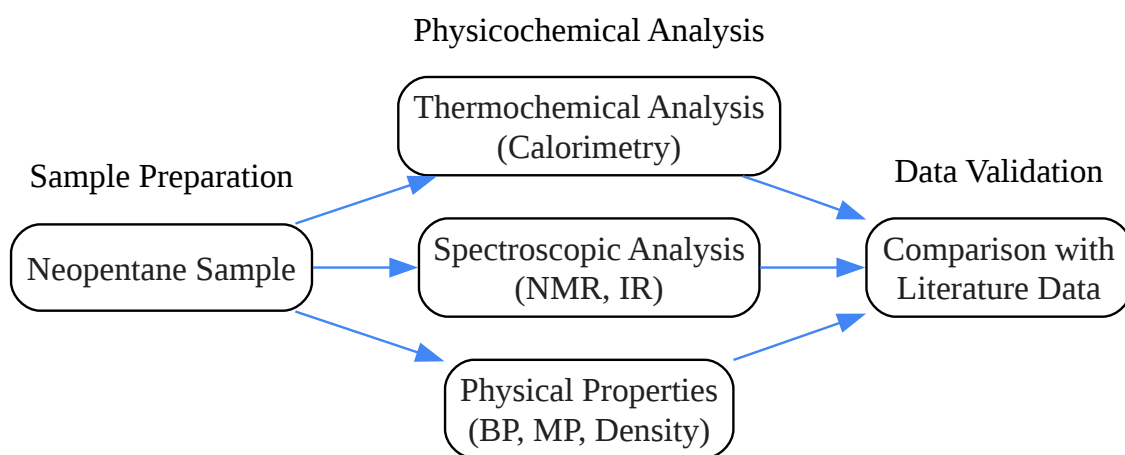 Physicochemical Analysis
Thermochemical Analysis
(Calorimetry)
Sample Preparation
Data Validation
Neopentane Sample
Spectroscopic Analysis
(NMR, IR)
Comparison with
Literature Data
Physical Properties
(BP, MP, Density)